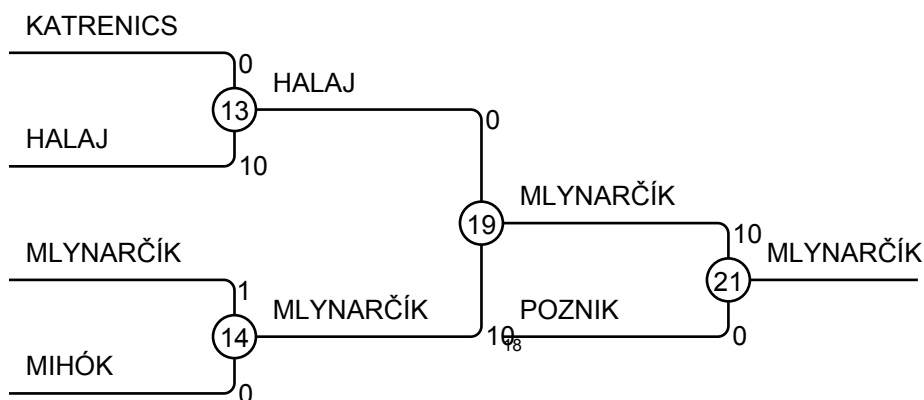 KATRENICS
0
13
HALAJ
HALAJ
10
0
19
MLYNARČÍK
MLYNARČÍK
1
14
MLYNARČÍK
MIHÓK
0
10
18
POZNIK
10
21
MLYNARČÍK
0